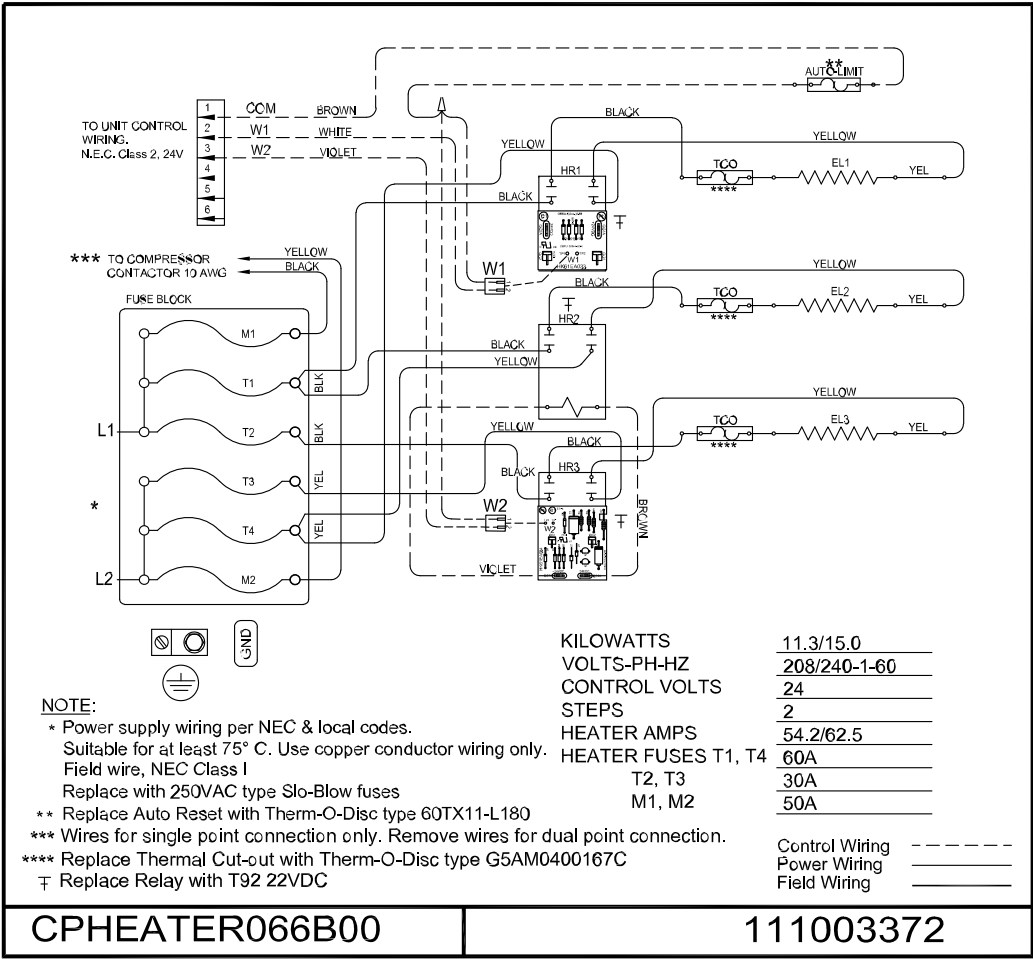 **
AUTO-LIMIT
1 COM BROWN
2 W1 WHITE
3 W2 VIOLET
4
5
6
TO UNIT CONTROL
WIRING.
N.E.C. Class 2, 24V
BLACK
YELLOW
YELLOW
TCO
****
EL1
YEL
HR1
BLACK
W1
W1
*** TO COMPRESSOR
CONTACTOR 10 AWG
YELLOW
BLACK
BLACK
YELLOW
TCO
****
EL2
YEL
HR2
BLACK
YELLOW
FUSE BLOCK
M1
T1
BLK
L1
T2
BLK
T3
YEL
*
T4
YEL
L2
M2
YELLOW
BLACK
YELLOW
TCO
****
EL3
YEL
HR3
BLACK
W2
W2
BROWN
VIOLET
GND
KILOWATTS 11.3/15.0
VOLTS-PH-HZ 208/240-1-60
CONTROL VOLTS 24
STEPS 2
HEATER AMPS 54.2/62.5
HEATER FUSES T1, T4 60A
T2, T3 30A
M1, M2 50A
NOTE:
* Power supply wiring per NEC & local codes.
Suitable for at least 75° C. Use copper conductor wiring only.
Field wire, NEC Class I
Replace with 250VAC type Slo-Blow fuses
** Replace Auto Reset with Therm-O-Disc type 60TX11-L180
*** Wires for single point connection only. Remove wires for dual point connection.
**** Replace Thermal Cut-out with Therm-O-Disc type G5AM0400167C
Replace Relay with T92 22VDC
Control Wiring
Power Wiring
Field Wiring
CPHEATER066B00
111003372